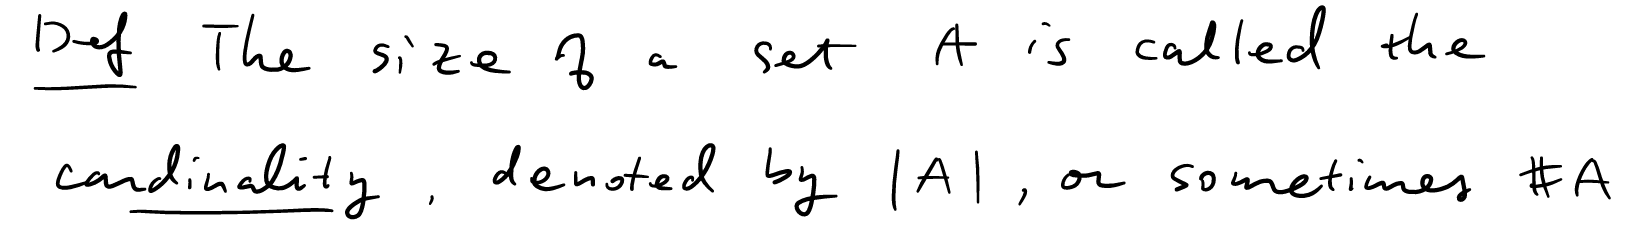 Def The size of a set A is called the
cardinality, denoted by |A|, or sometimes #A